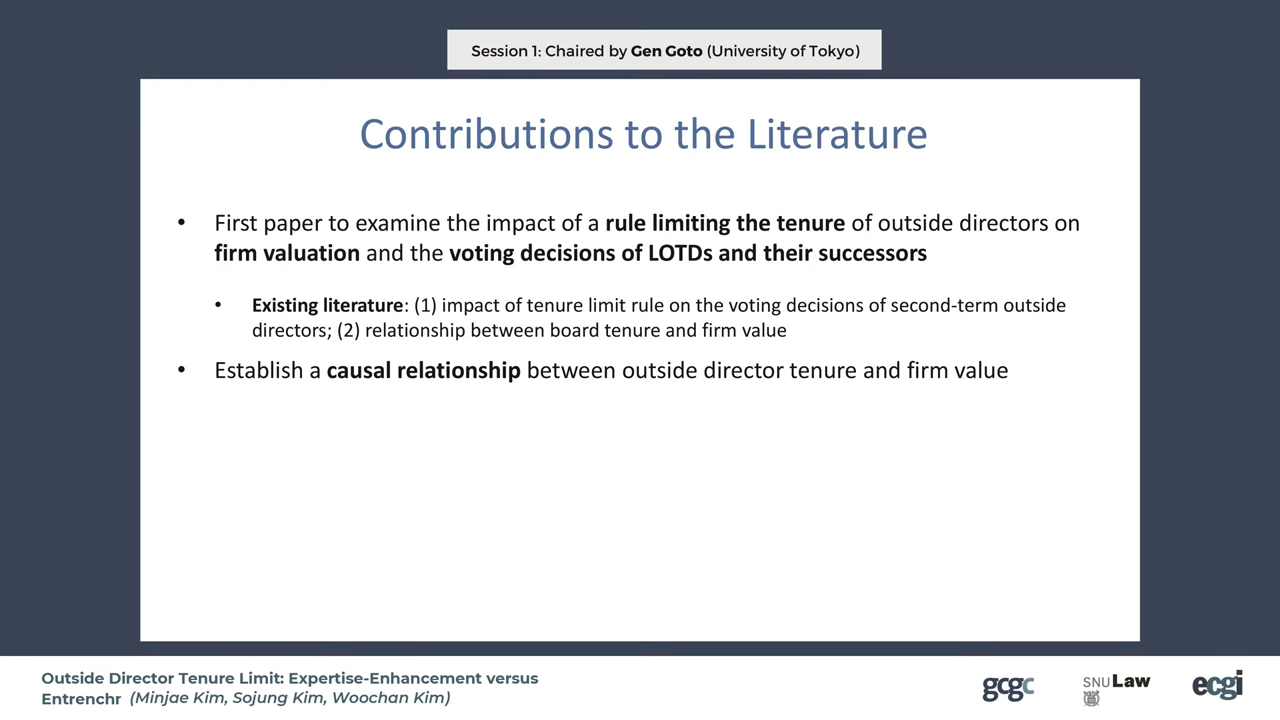 Session 1: Chaired by Gen Goto (University of Tokyo)
Contributions to the Literature
• First paper to examine the impact of a rule limiting the tenure of outside directors on
firm valuation and the voting decisions of LOTDs and their successors
• Existing literature: (1) impact of tenure limit rule on the voting decisions of second-term outside
directors; (2) relationship between board tenure and firm value
• Establish a causal relationship between outside director tenure and firm value
Outside Director Tenure Limit: Expertise-Enhancement versus
Entrenchr (Minjae Kim, Sojung Kim, Woochan Kim)
gcgc
SNU Law
ecgi